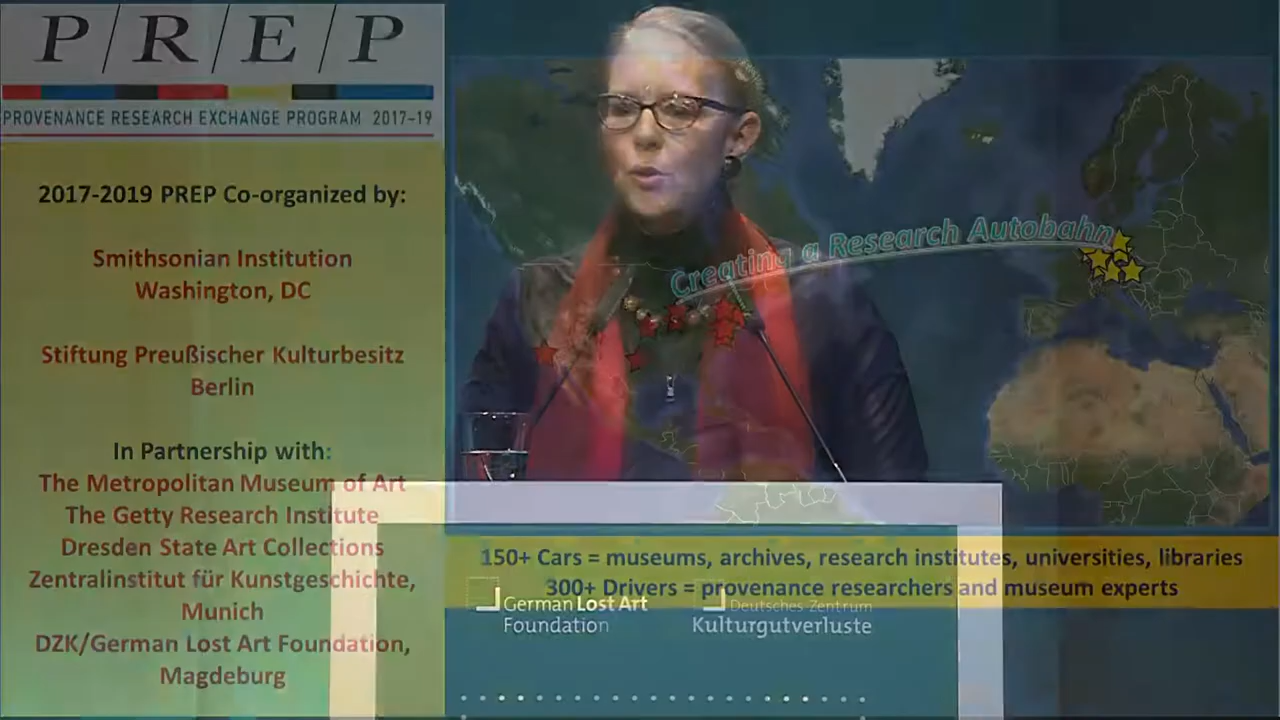 P/R/E/P
PROVENANCE RESEARCH EXCHANGE PROGRAM 2017-19
2017-2019 PREP Co-organized by:
Smithsonian Institution
Washington, DC
Stiftung Preußischer Kulturbesitz
Berlin
In Partnership with:
The Metropolitan Museum of Art
The Getty Research Institute
Dresden State Art Collections
Zentralinstitut für Kunstgeschichte,
Munich
DZK/German Lost Art Foundation,
Magdeburg
Creating a Research Autobahn
150+ Cars = museums, archives, research institutes, universities, libraries
300+ Drivers = provenance researchers and museum experts
German Lost Art
Foundation
Deutsches Zentrum
Kulturgutverluste